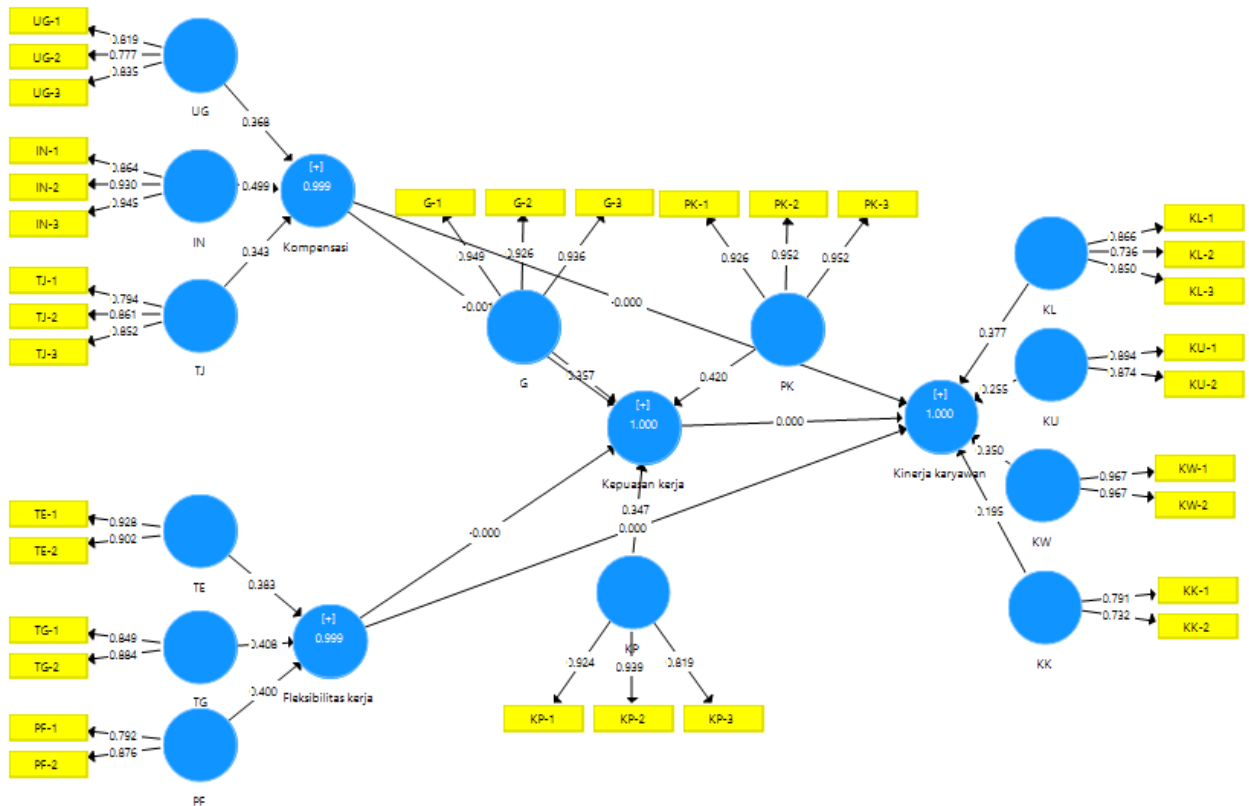 UG-1
0.819
UG-2
0.777
UG-3
0.835
UG
0.368
IN-1
0.864
IN-2
0.930
IN-3
0.945
IN
0.499
[+]
0.999
Kompensasi
TJ-1
0.794
TJ-2
0.861
TJ-3
0.852
TJ
0.343
G-1
G-2
G-3
0.949
0.926
0.936
G
PK-1
PK-2
PK-3
0.926
0.952
0.952
PK
-0.001
-0.000
0.357
0.420
[+]
1.000
Kepuasan kerja
0.000
[+]
1.000
Kinerja karyawan
KL-1
0.866
KL-2
0.736
KL-3
0.850
KL
0.377
KU-1
0.894
KU-2
0.874
KU
0.255
KW-1
0.967
KW-2
0.967
KW
0.350
KK-1
0.791
KK-2
0.732
KK
0.195
TE-1
0.928
TE-2
0.902
TE
0.383
TG-1
0.849
TG-2
0.884
TG
0.408
[+]
0.999
Fleksibilitas kerja
PF-1
0.792
PF-2
0.876
PF
0.400
-0.000
0.000
0.347
KP
0.924
0.939
0.819
KP-1
KP-2
KP-3